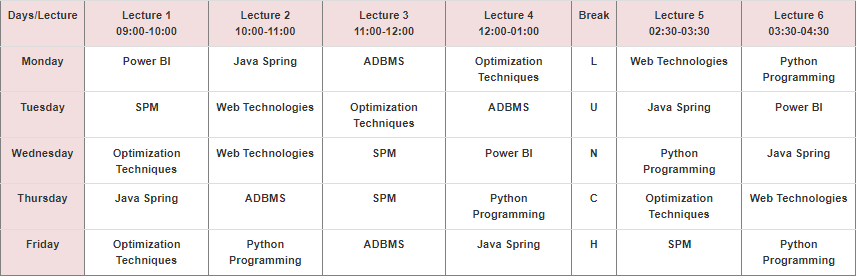 Days/Lecture Lecture 1 Lecture 2 Lecture 3 Lecture 4 Break Lecture 5 Lecture 6
09:00-10:00 10:00-11:00 11:00-12:00 12:00-01:00 02:30-03:30 03:30-04:30
Monday Power BI Java Spring ADBMS Optimization L Web Technologies Python
Techniques Programming
Tuesday SPM Web Technologies Optimization ADBMS U Java Spring Power BI
Techniques
Wednesday Optimization Web Technologies SPM Power BI N Python Java Spring
Techniques Programming
Thursday Java Spring ADBMS SPM Python C Optimization Web Technologies
Programming Techniques
Friday Optimization Python ADBMS Java Spring H SPM Python
Techniques Programming Programming